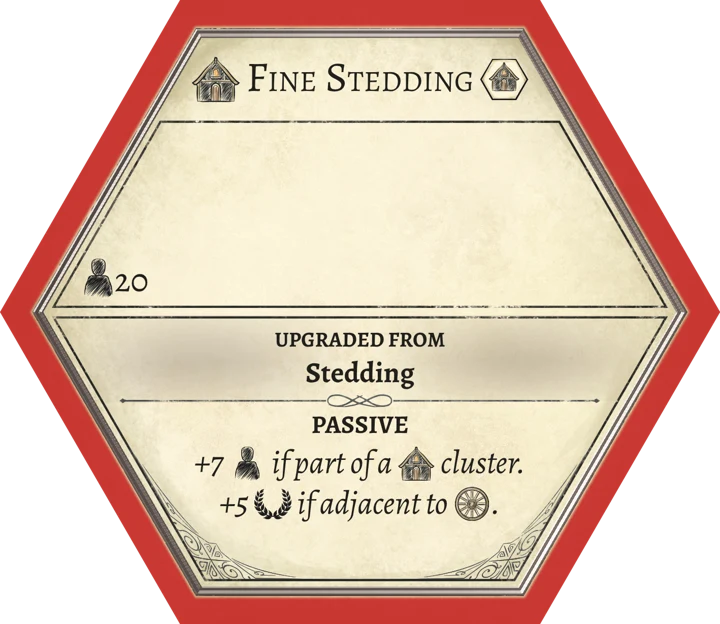 Fine Stedding
20
UPGRADED FROM
Stedding
PASSIVE
+7 if part of a cluster.
+5 if adjacent to .